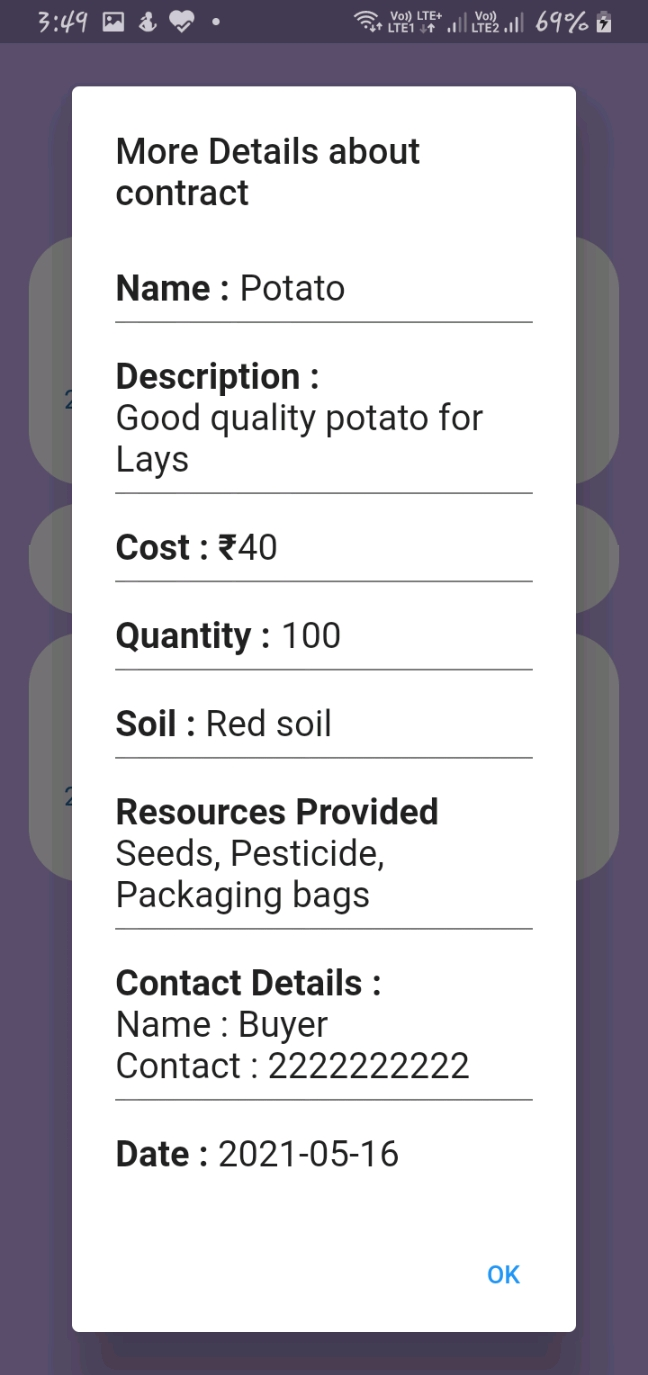 3:49
Vo)) LTE+
LTE1
Vo))
LTE2
69%
More Details about
contract
Name : Potato
Description :
Good quality potato for
Lays
Cost : ₹40
Quantity : 100
Soil : Red soil
Resources Provided
Seeds, Pesticide,
Packaging bags
Contact Details :
Name : Buyer
Contact : 2222222222
Date : 2021-05-16
OK